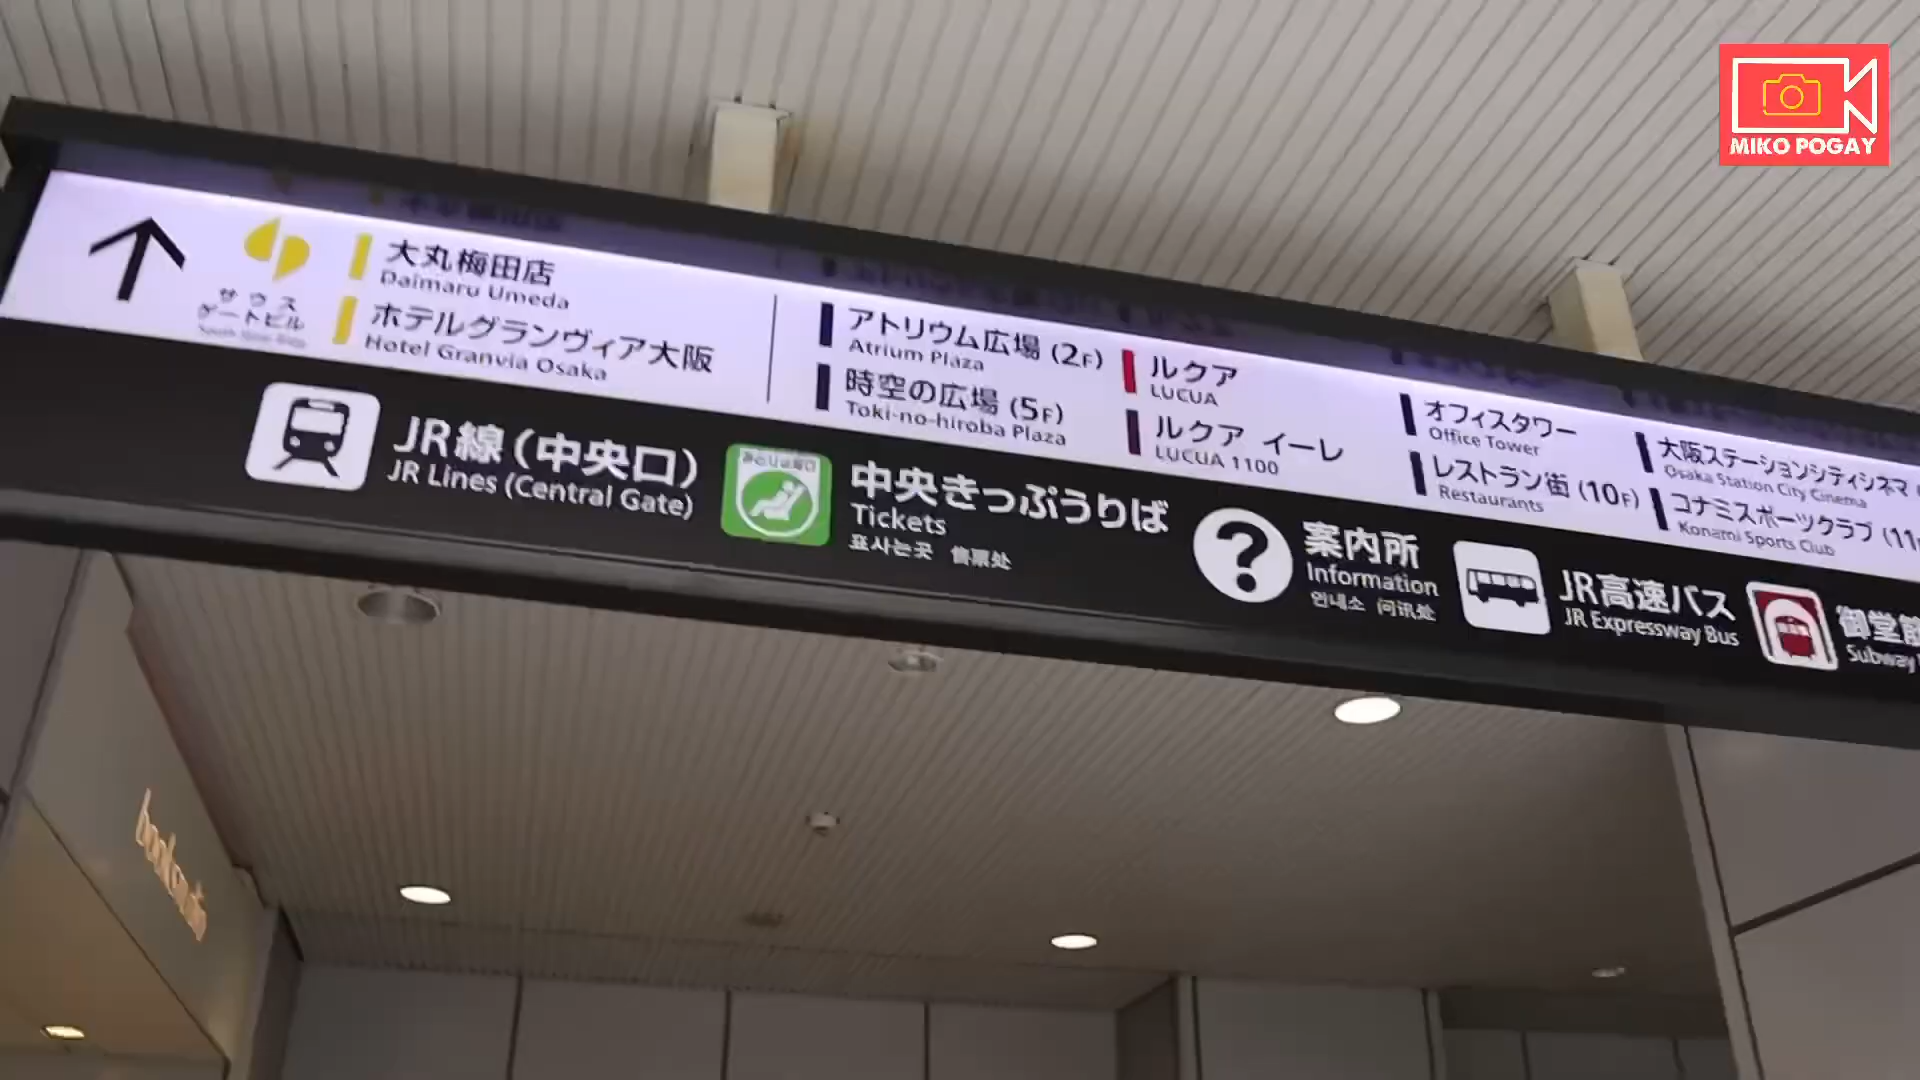 MIKO POGAY
大丸梅田店
Daimaru Umeda
サウス
ゲートビル
ホテルグランヴィア大阪
Hotel Granvia Osaka
アトリウム広場 (2F)
Atrium Plaza
時空の広場 (5F)
Toki-no-hiroba Plaza
ルクア
LUCUA
ルクア イーレ
LUCUA 1100
オフィスタワー
Office Tower
レストラン街 (10F)
Restaurants
大阪ステーションシティシネマ
Osaka Station City Cinema
コナミスポーツクラブ (11F
Konami Sports Club
JR線(中央口)
JR Lines (Central Gate)
中央きっぷうりば
Tickets
표사는곳 售票处
?
案内所
Information
안내소 问讯处
JR高速バス
JR Expressway Bus
御堂
Subway